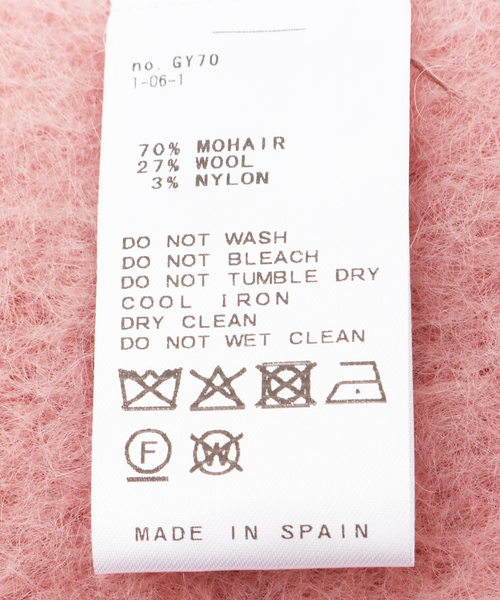 no. GY70
1-06-1
70% MOHAIR
27% WOOL
3% NYLON
DO NOT WASH
DO NOT BLEACH
DO NOT TUMBLE DRY
COOL IRON
DRY CLEAN
DO NOT WET CLEAN
F W
MADE IN SPAIN